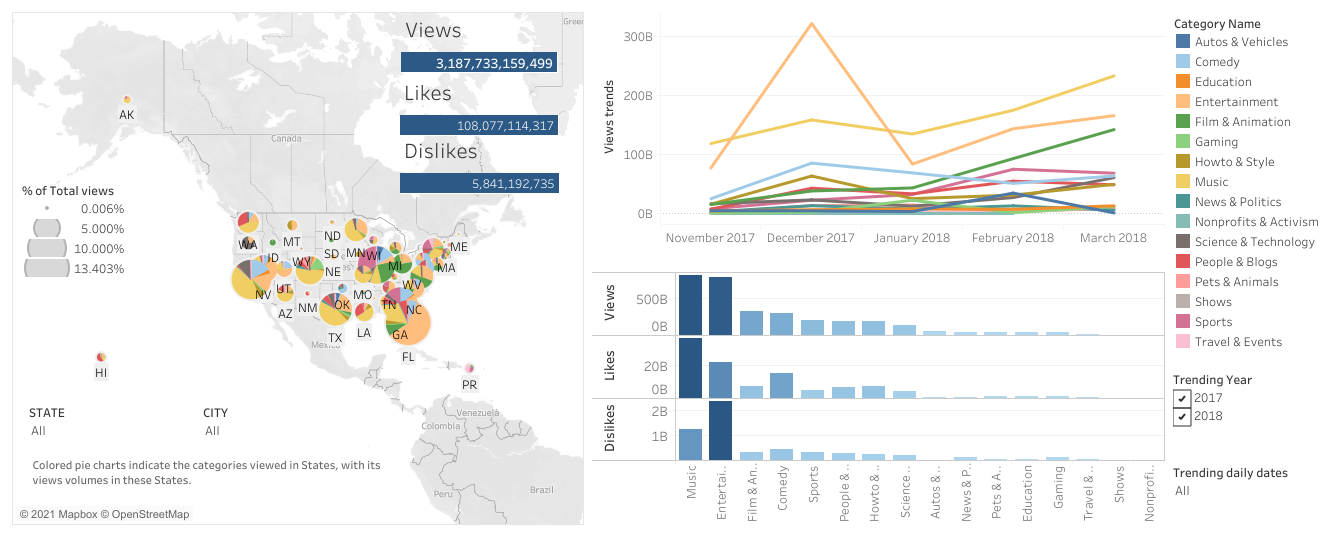 Views
3,187,733,159,499
Likes
108,077,114,317
Dislikes
5,841,192,735
Canada
AK
% of Total views
0.006%
5.000%
10.000%
13.403%
WA
MT
ND
ME
ID
SD
MN
WI
MI
MA
WY
NE
NV
UT
WV
MO
AZ
NM
OK
TN
NC
TX
LA
GA
FL
Mexico
HI
PR
STATE
All
CITY
All
Venezuela
Colombia
Peru
Brazil
Colored pie charts indicate the categories viewed in States, with its
views volumes in these States.
© 2021 Mapbox © OpenStreetMap
Views trends
300B
200B
100B
0B
November 2017
December 2017
January 2018
February 2018
March 2018
Views
500B
0B
Likes
20B
0B
Dislikes
2B
1B
Music
Entertai..
Film & An..
Comedy
Sports
People & ..
Howto & ..
Science ..
Autos & ..
News & P..
Pets & A..
Education
Gaming
Travel & ..
Shows
Nonprofi..
Category Name
Autos & Vehicles
Comedy
Education
Entertainment
Film & Animation
Gaming
Howto & Style
Music
News & Politics
Nonprofits & Activism
Science & Technology
People & Blogs
Pets & Animals
Shows
Sports
Travel & Events
Trending Year
2017
2018
Trending daily dates
All